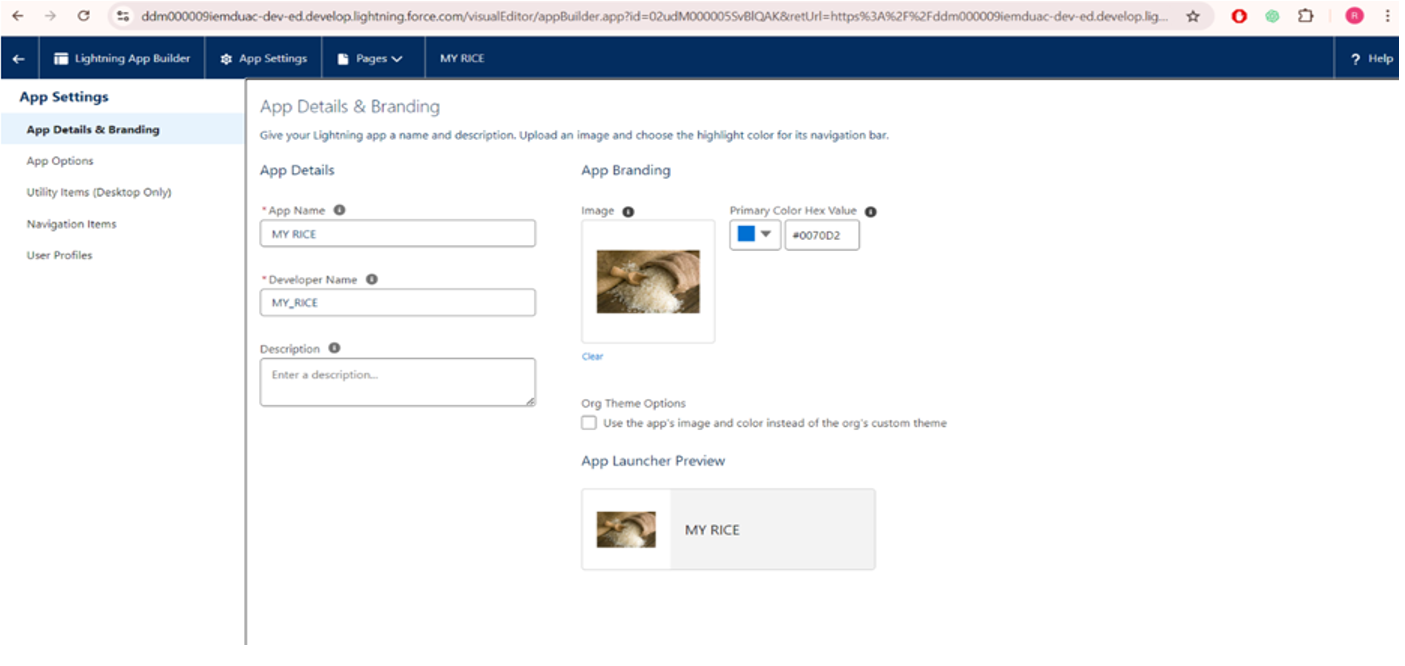 ddm000009iemduac-dev-ed.develop.lightning.force.com/visualEditor/appBuilder.app?id=02udM000005SvBlQAK&retUrl=https%3A%2F%2Fddm000009iemduac-dev-ed.develop.lig...
R
Lightning App Builder
App Settings
Pages
MY RICE
? Help
App Settings
App Details & Branding
App Options
Utility Items (Desktop Only)
Navigation Items
User Profiles
App Details & Branding
Give your Lightning app a name and description. Upload an image and choose the highlight color for its navigation bar.
App Details
*App Name
MY RICE
*Developer Name
MY_RICE
Description
Enter a description...
App Branding
Image
Clear
Primary Color Hex Value
#0070D2
Org Theme Options
Use the app's image and color instead of the org's custom theme
App Launcher Preview
MY RICE